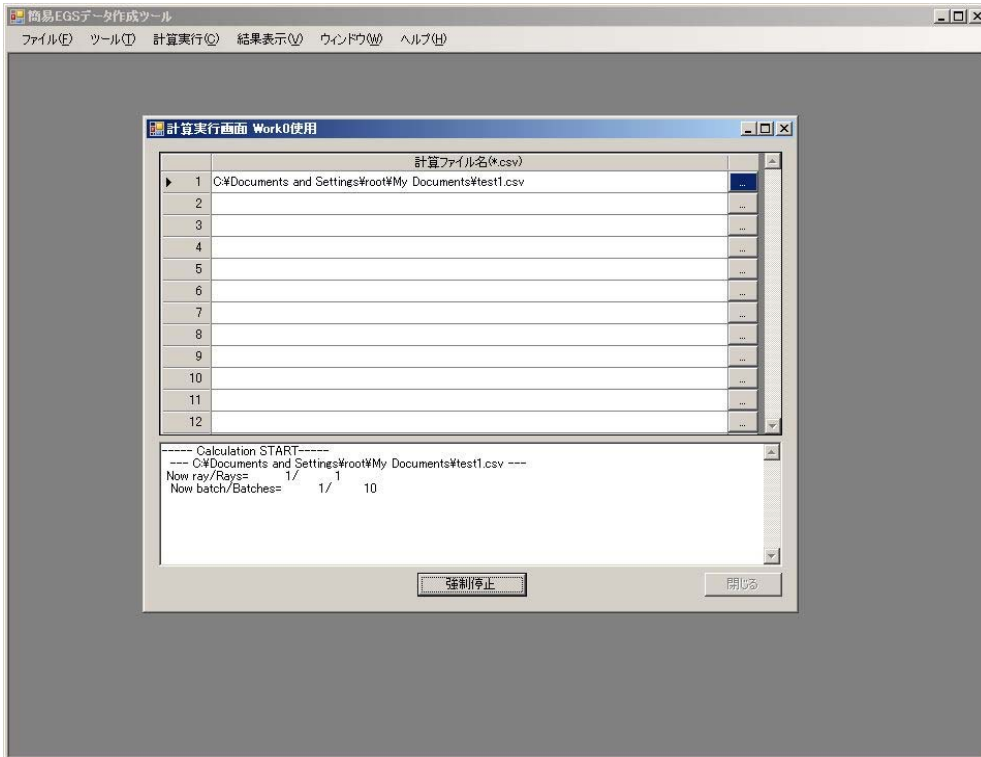 簡易EGSデータ作成ツール
ファイル(F) ツール(T) 計算実行(C) 結果表示(V) ウィンドウ(W) ヘルプ(H)
計算実行画面 Work0使用
計算ファイル名(*.csv)
1 C:¥Documents and Settings¥root¥My Documents¥test1.csv ...
2 ...
3 ...
4 ...
5 ...
6 ...
7 ...
8 ...
9 ...
10 ...
11 ...
12 ...
----- Calculation START-----
--- C:¥Documents and Settings¥root¥My Documents¥test1.csv ---
Now ray/Rays= 1/ 1
Now batch/Batches= 1/ 10
強制停止 閉じる